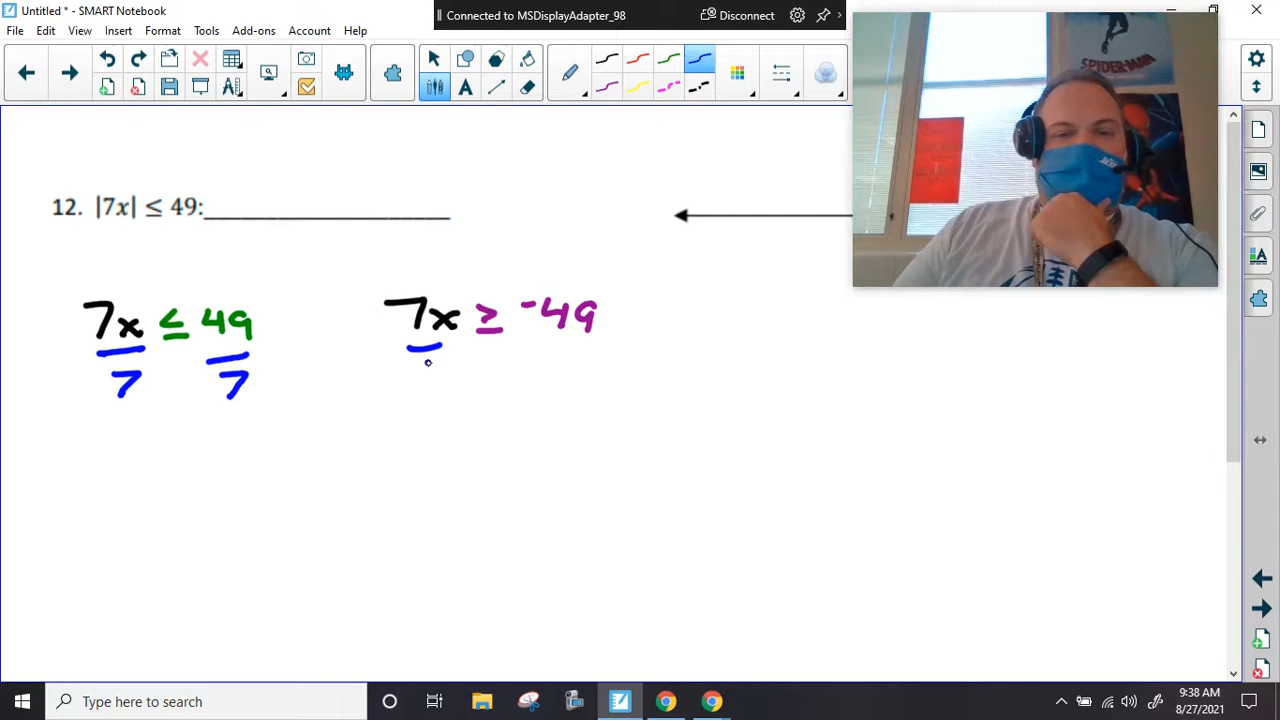 Untitled * - SMART Notebook
Connected to MSDisplayAdapter_98
Disconnect
File Edit View Insert Format Tools Add-ons Account Help
SPIDER-MAN
12. |7x| ≤ 49:____________________
7x ≤ 49
7x ≥ -49
7 7
Type here to search
9:38 AM
8/27/2021